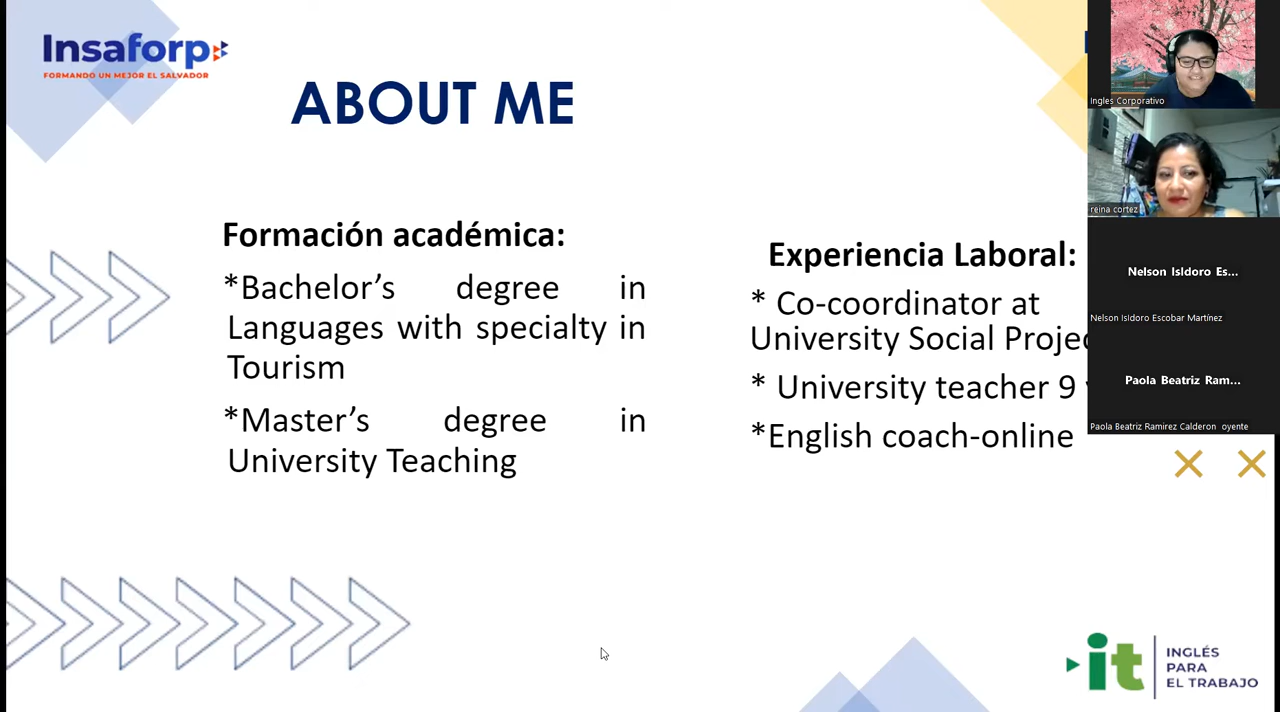 Insaforp
FORMANDO UN MEJOR EL SALVADOR
ABOUT ME
Formación académica:
*Bachelor's degree in
Languages with specialty in
Tourism
*Master's degree in
University Teaching
Experiencia Laboral:
* Co-coordinator at
University Social Projec
* University teacher 9
*English coach-online
Ingles Corporativo
reina cortez
Nelson Isldoro Es...
Nelson Isidoro Escobar Martínez
Paola Beatriz Ram...
Paola Beatriz Ramirez Calderon oyente
it
INGLÉS
PARA
EL TRABAJO